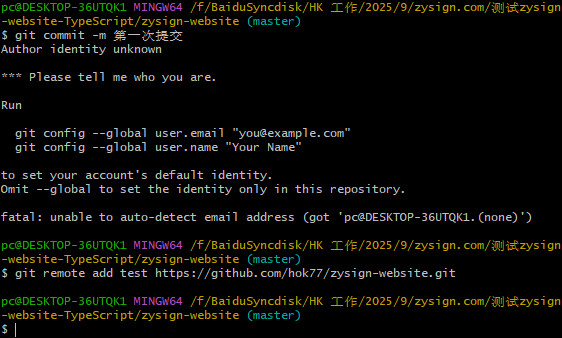 pc@DESKTOP-36UTQK1 MINGW64 /f/BaiduSyncdisk/HK 工作/2025/9/zysign.com/测试zysign
-website-TypeScript/zysign-website (master)
$ git commit -m 第一次提交
Author identity unknown
*** Please tell me who you are.
Run
git config --global user.email "you@example.com"
git config --global user.name "Your Name"
to set your account's default identity.
Omit --global to set the identity only in this repository.
fatal: unable to auto-detect email address (got 'pc@DESKTOP-36UTQK1.(none)')
pc@DESKTOP-36UTQK1 MINGW64 /f/BaiduSyncdisk/HK 工作/2025/9/zysign.com/测试zysign
-website-TypeScript/zysign-website (master)
$ git remote add test https://github.com/hok77/zysign-website.git
pc@DESKTOP-36UTQK1 MINGW64 /f/BaiduSyncdisk/HK 工作/2025/9/zysign.com/测试zysign
-website-TypeScript/zysign-website (master)
$